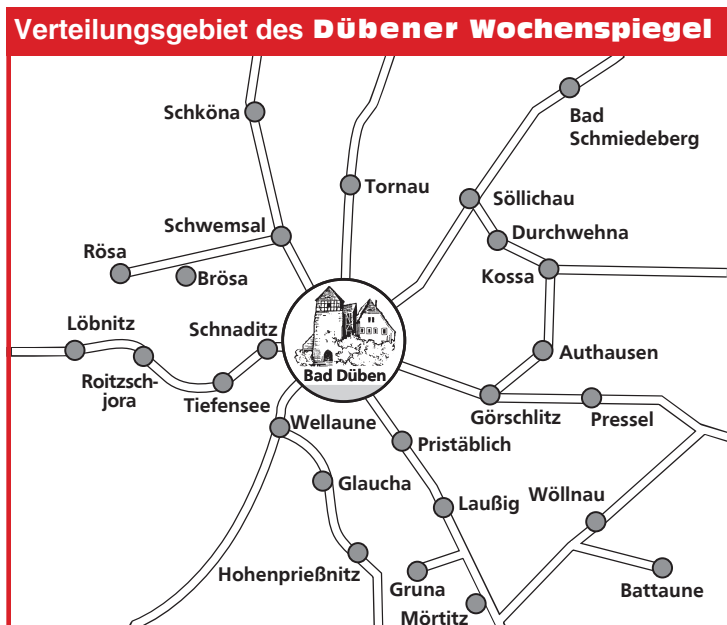 Verteilungsgebiet des Dübener Wochenspiegel
Schköna
Bad
Schmiedeberg
Tornau
Söllichau
Schwemsal
Durchwehna
Rösa
Brösa
Kossa
Löbnitz
Schnaditz
Authausen
Roitzsch-
jora
Bad Düben
Tiefensee
Görschlitz
Pressel
Wellaune
Pristäblich
Glaucha
Laußig
Wöllnau
Hohenprießnitz
Gruna
Battaune
Mörtitz